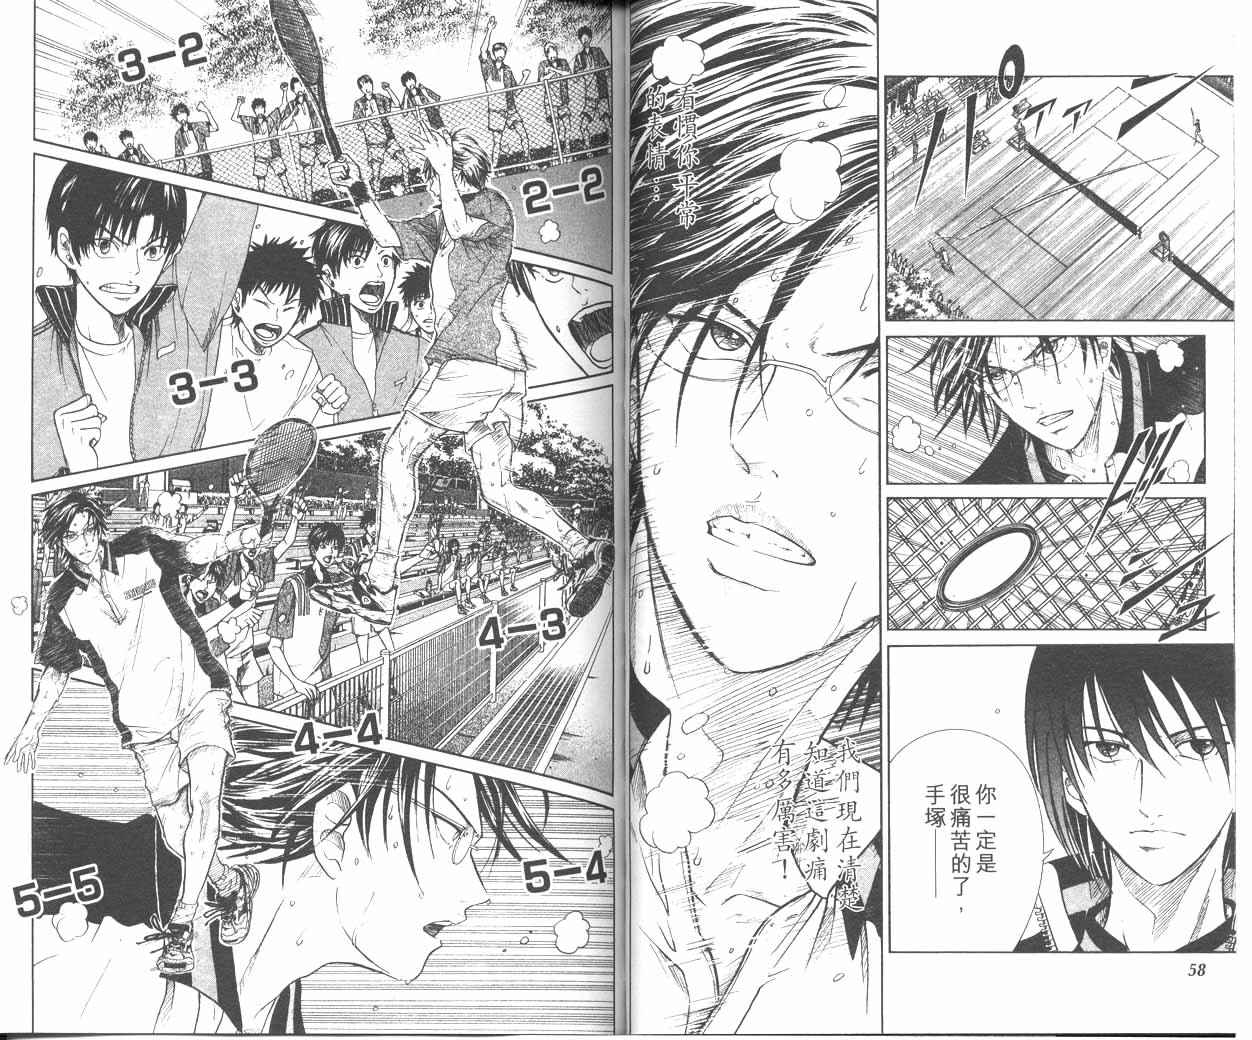 你一定是
很痛苦的了，
手塚——
58
看慣你平常
的表情…
我們現在清楚
知道這劇痛
有多厲害！
3－2
2－2
3－3
4－3
4－4
5－4
5－5